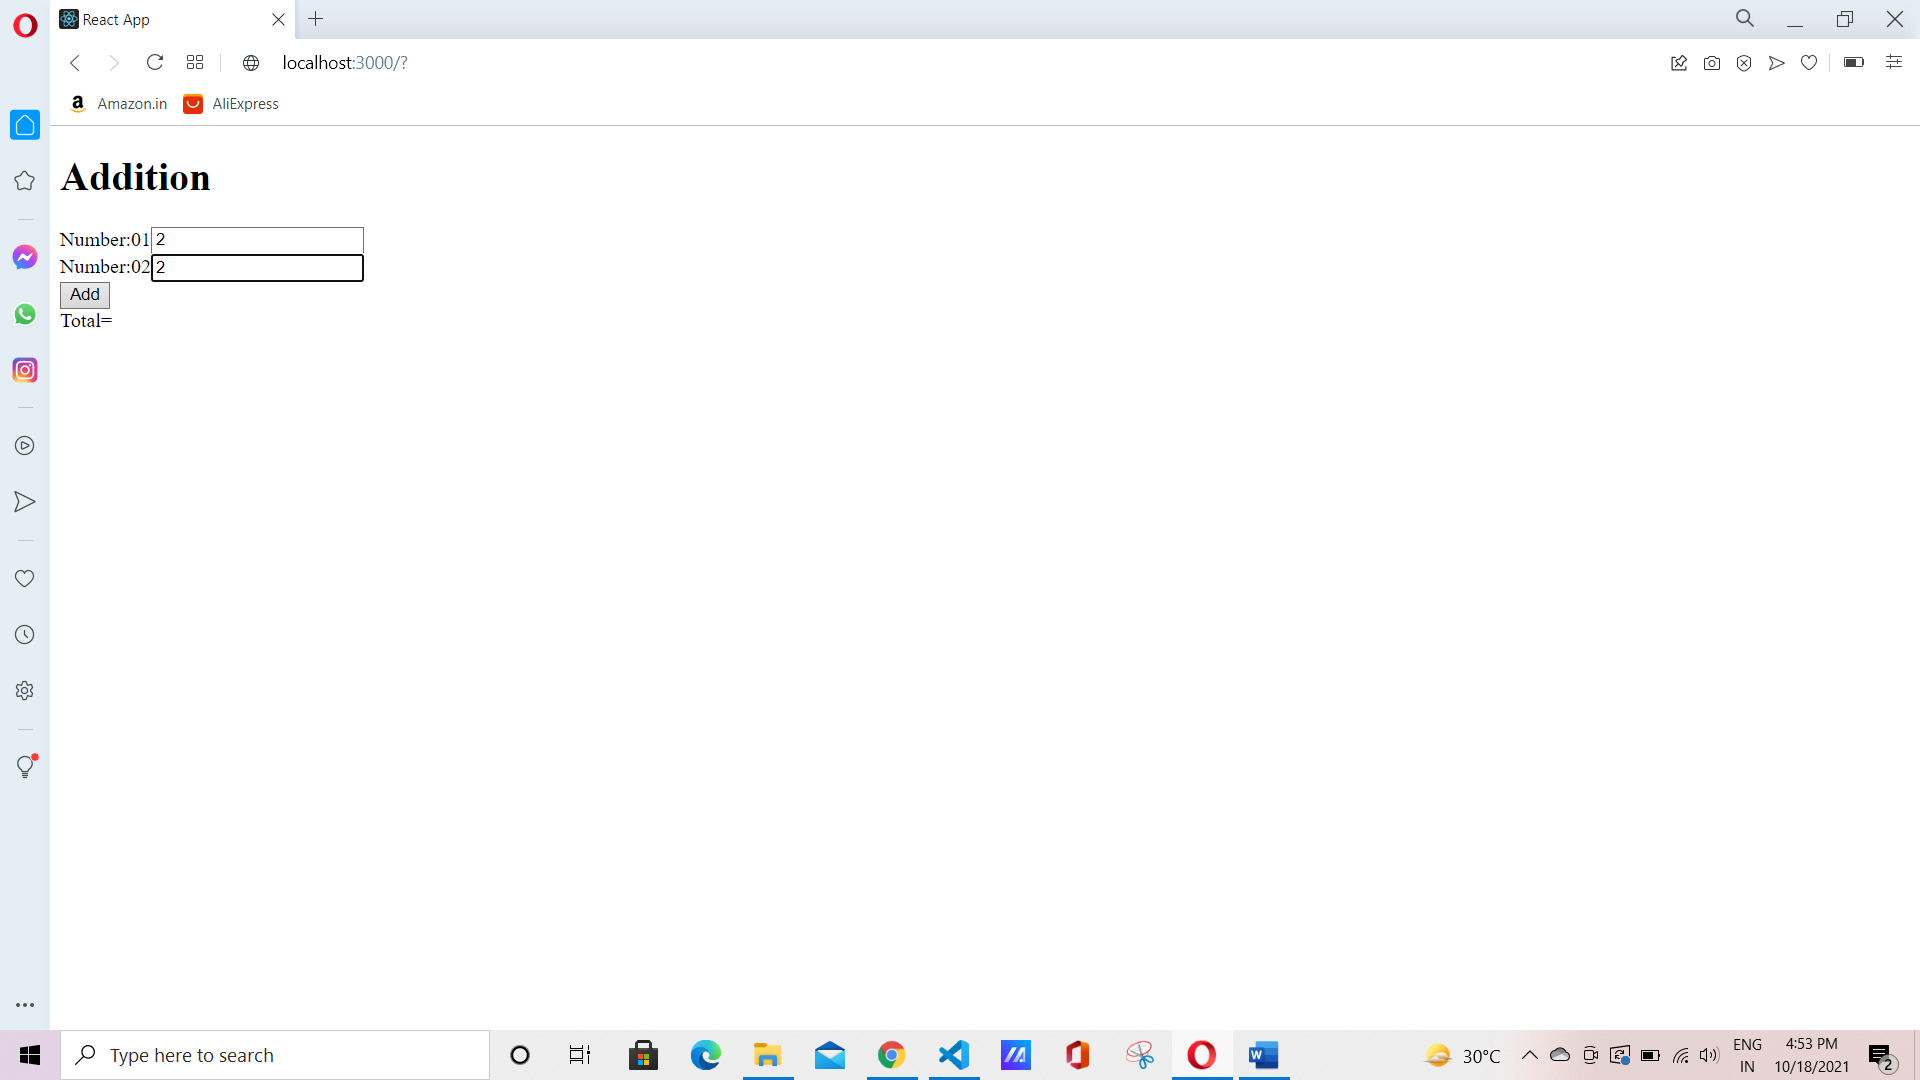 React App
localhost:3000/?
Amazon.in AliExpress
Addition
Number:01 2
Number:02 2
Add
Total=
Type here to search
30°C
ENG
IN
4:53 PM
10/18/2021
2